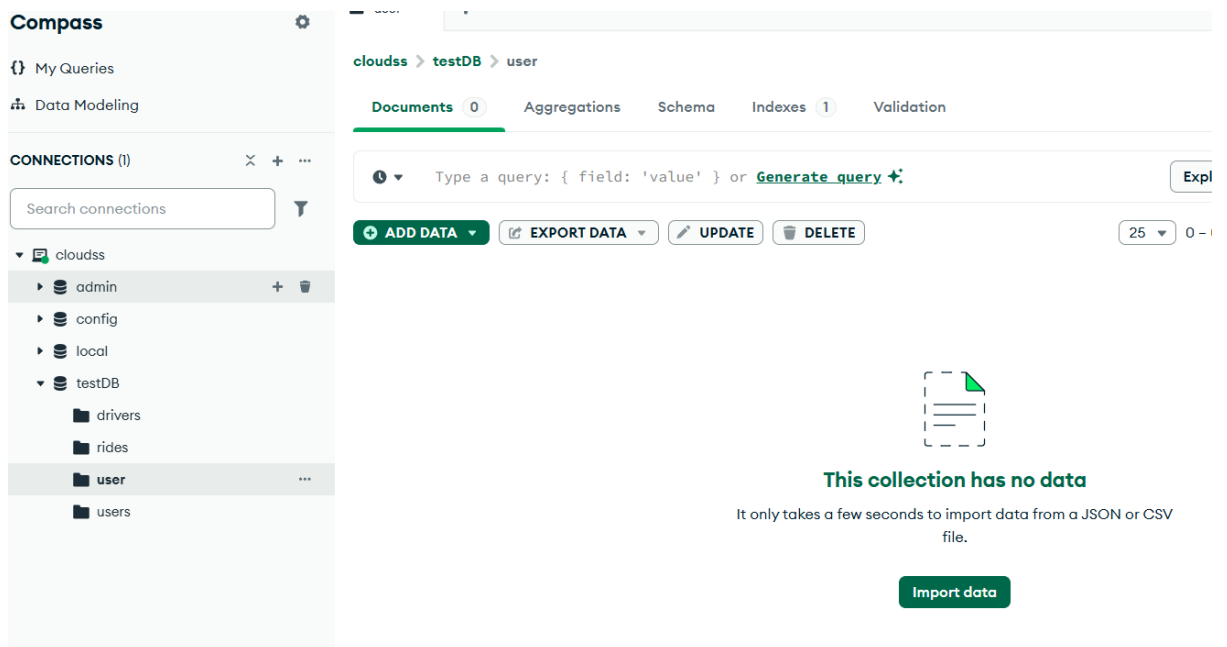 Compass
{} My Queries
Data Modeling
CONNECTIONS (1)
Search connections
cloudss
admin
config
local
testDB
drivers
rides
user
users
cloudss > testDB > user
Documents 0 Aggregations Schema Indexes 1 Validation
Type a query: { field: 'value' } or Generate query
ADD DATA EXPORT DATA UPDATE DELETE 25 0 –
This collection has no data
It only takes a few seconds to import data from a JSON or CSV
file.
Import data